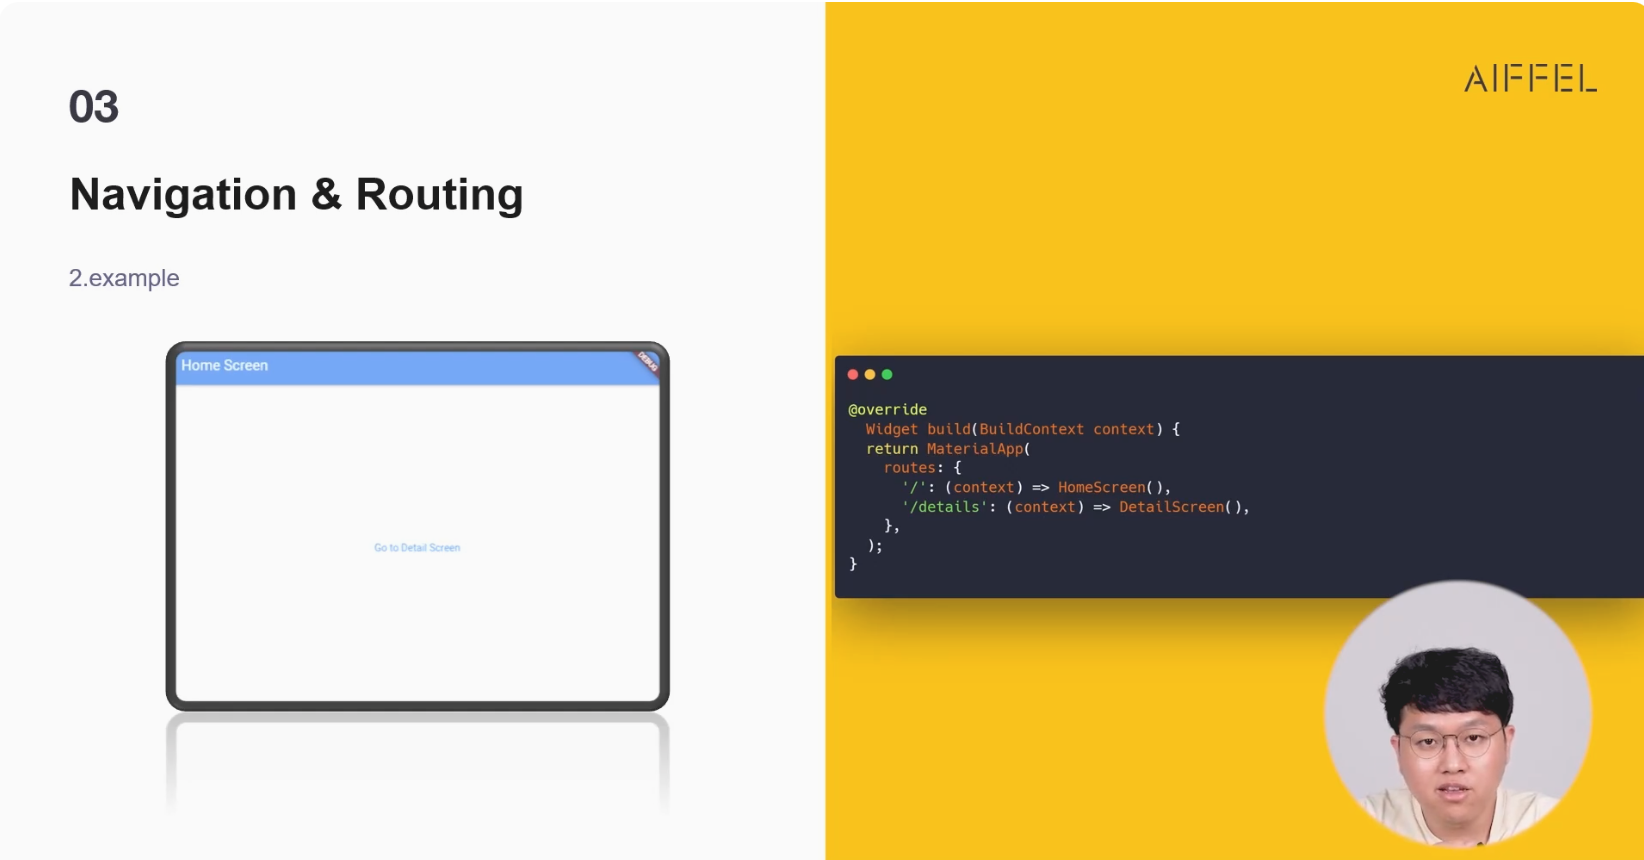 03
Navigation & Routing
2.example
Home Screen
DEBUG
Go to Detail Screen
AIFFEL
@override
  Widget build(BuildContext context) {
  return MaterialApp(
    routes: {
      '/': (context) => HomeScreen(),
      '/details': (context) => DetailScreen(),
    },
  );
}